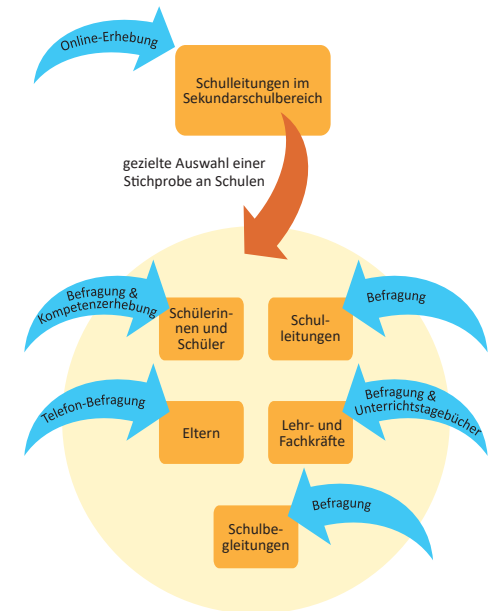 Online-Erhebung
Schulleitungen im
Sekundarschulbereich
gezielte Auswahl einer
Stichprobe an Schulen
Befragung &
Kompetenzerhebung
Schülerin-
nen und
Schüler
Schul-
leitungen
Befragung
Telefon-Befragung
Eltern
Lehr- und
Fachkräfte
Befragung &
Unterrichtstagebücher
Schulbe-
gleitungen
Befragung